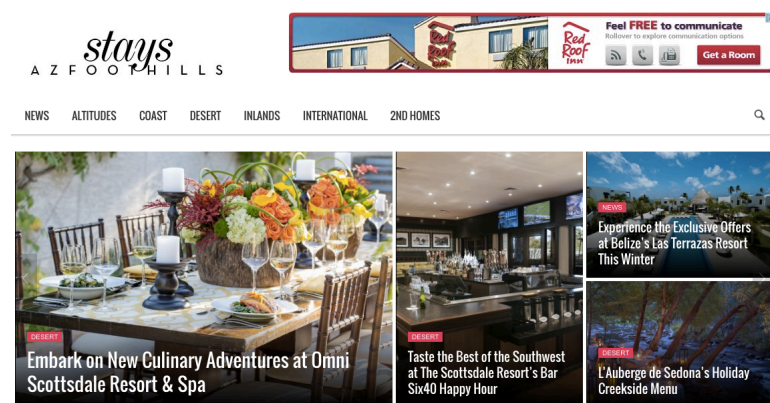 stays
AZFOOTHILLS
Red Roof Inn
Red
Roof
Inn
Feel FREE to communicate
Rollover to explore communication options
Get a Room
NEWS ALTITUDES COAST DESERT INLANDS INTERNATIONAL 2ND HOMES
DESERT
Embark on New Culinary Adventures at Omni
Scottsdale Resort & Spa
DESERT
Taste the Best of the Southwest
at The Scottsdale Resort's Bar
Six40 Happy Hour
NEWS
Experience the Exclusive Offers
at Belize's Las Terrazas Resort
This Winter
DESERT
L'Auberge de Sedona's Holiday
Creekside Menu